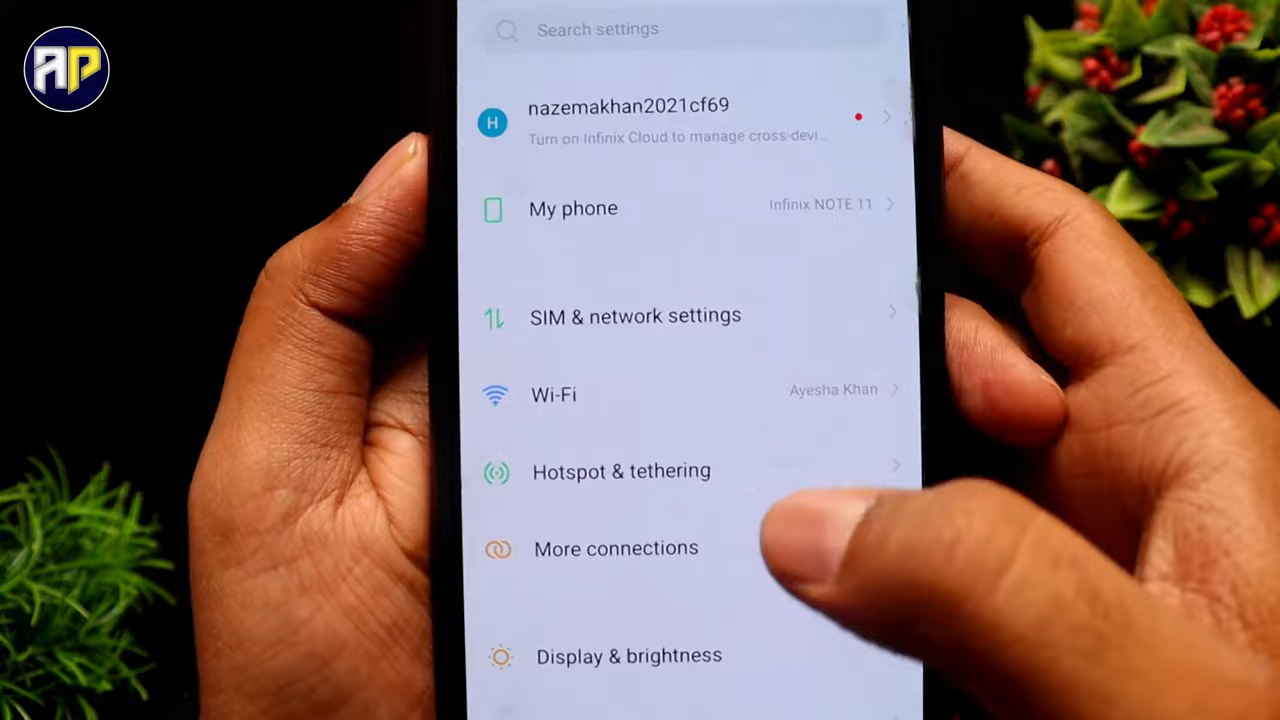 AP
Search settings
H
nazemakhan2021cf69
Turn on Infinix Cloud to manage cross-devi...
My phone
Infinix NOTE 11
SIM & network settings
Wi-Fi
Ayesha Khan
Hotspot & tethering
More connections
Display & brightness